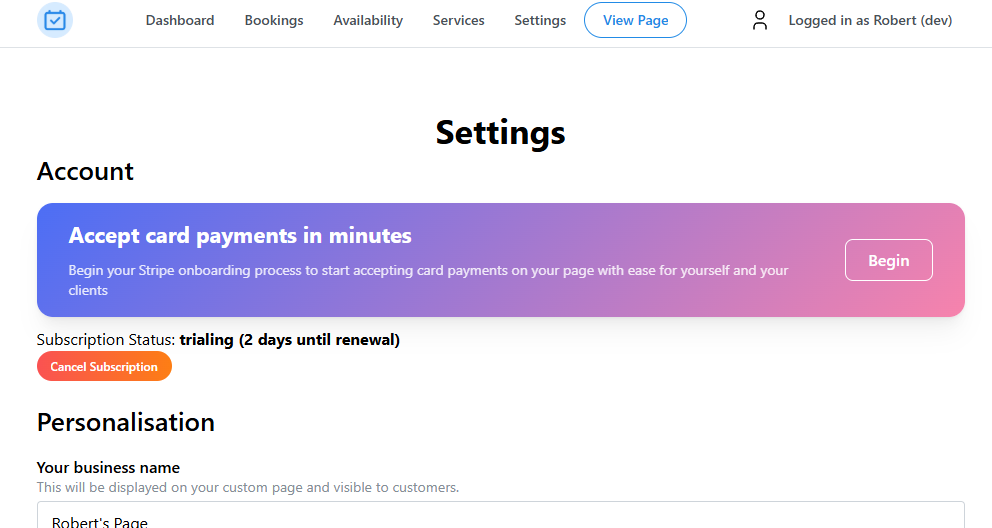 Dashboard Bookings Availability Services Settings View Page Logged in as Robert (dev)
Settings
Account
Accept card payments in minutes
Begin your Stripe onboarding process to start accepting card payments on your page with ease for yourself and your
clients
Begin
Subscription Status: trialing (2 days until renewal)
Cancel Subscription
Personalisation
Your business name
This will be displayed on your custom page and visible to customers.
Robert's Page